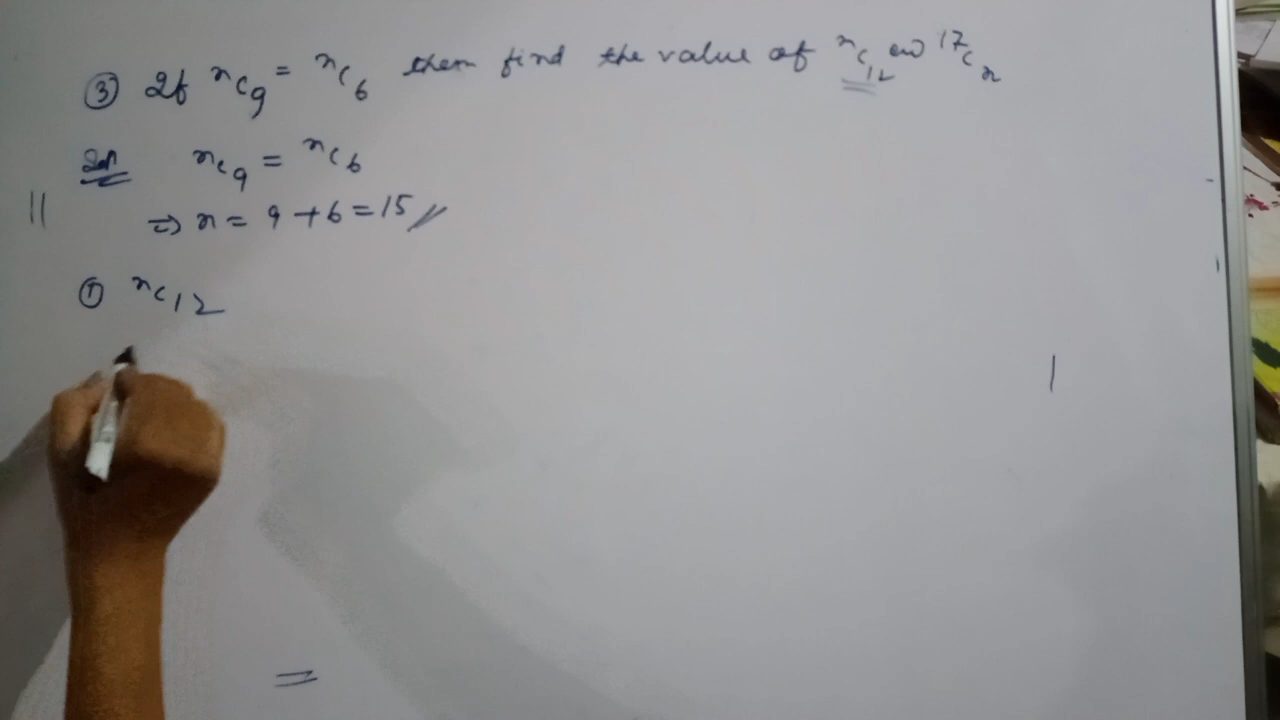 ③ If ⁿC₉ = ⁿC₆ then find the value of ⁿC₁₂ and ¹⁷Cₙ
Solⁿ ⁿC₉ = ⁿC₆
⇒ n = 9 + 6 = 15 //
① ⁿC₁₂
=